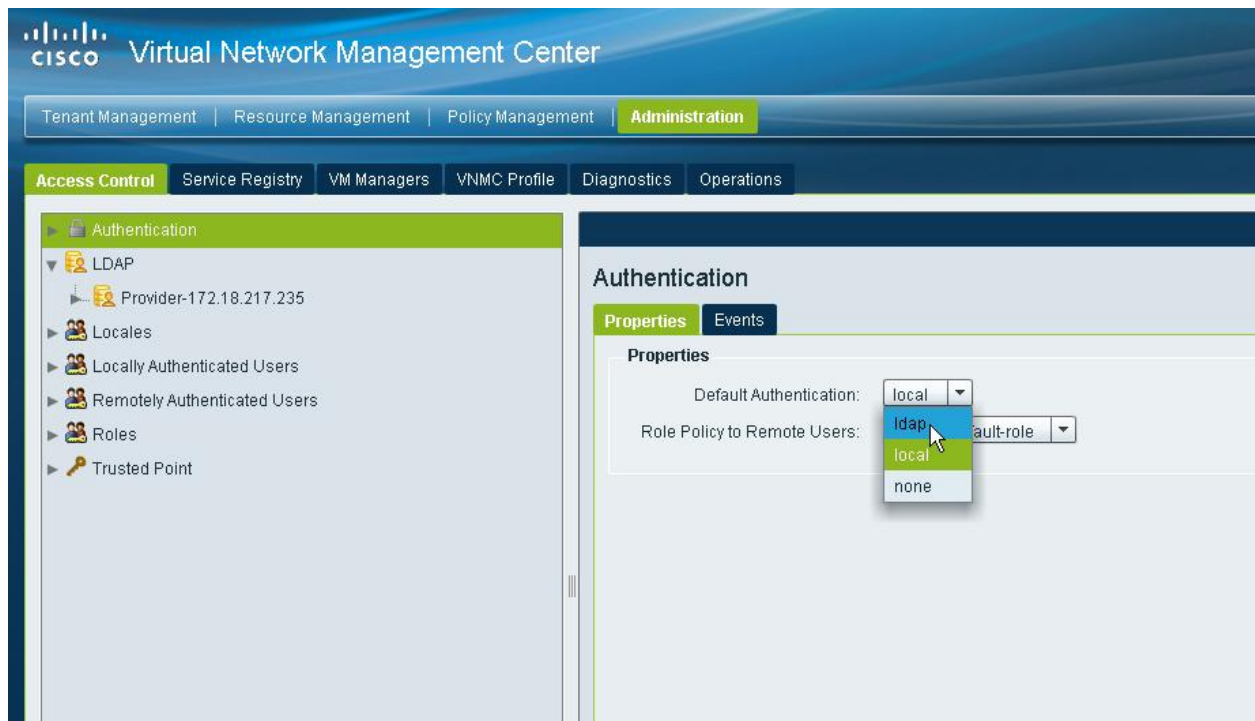 CISCO Virtual Network Management Center
Tenant Management | Resource Management | Policy Management | Administration
Access Control Service Registry VM Managers VNMC Profile Diagnostics Operations
Authentication
LDAP
Provider-172.18.217.235
Locales
Locally Authenticated Users
Remotely Authenticated Users
Roles
Trusted Point
Authentication
Properties Events
Properties
Default Authentication: local
ldap
Role Policy to Remote Users: ault-role
local
none